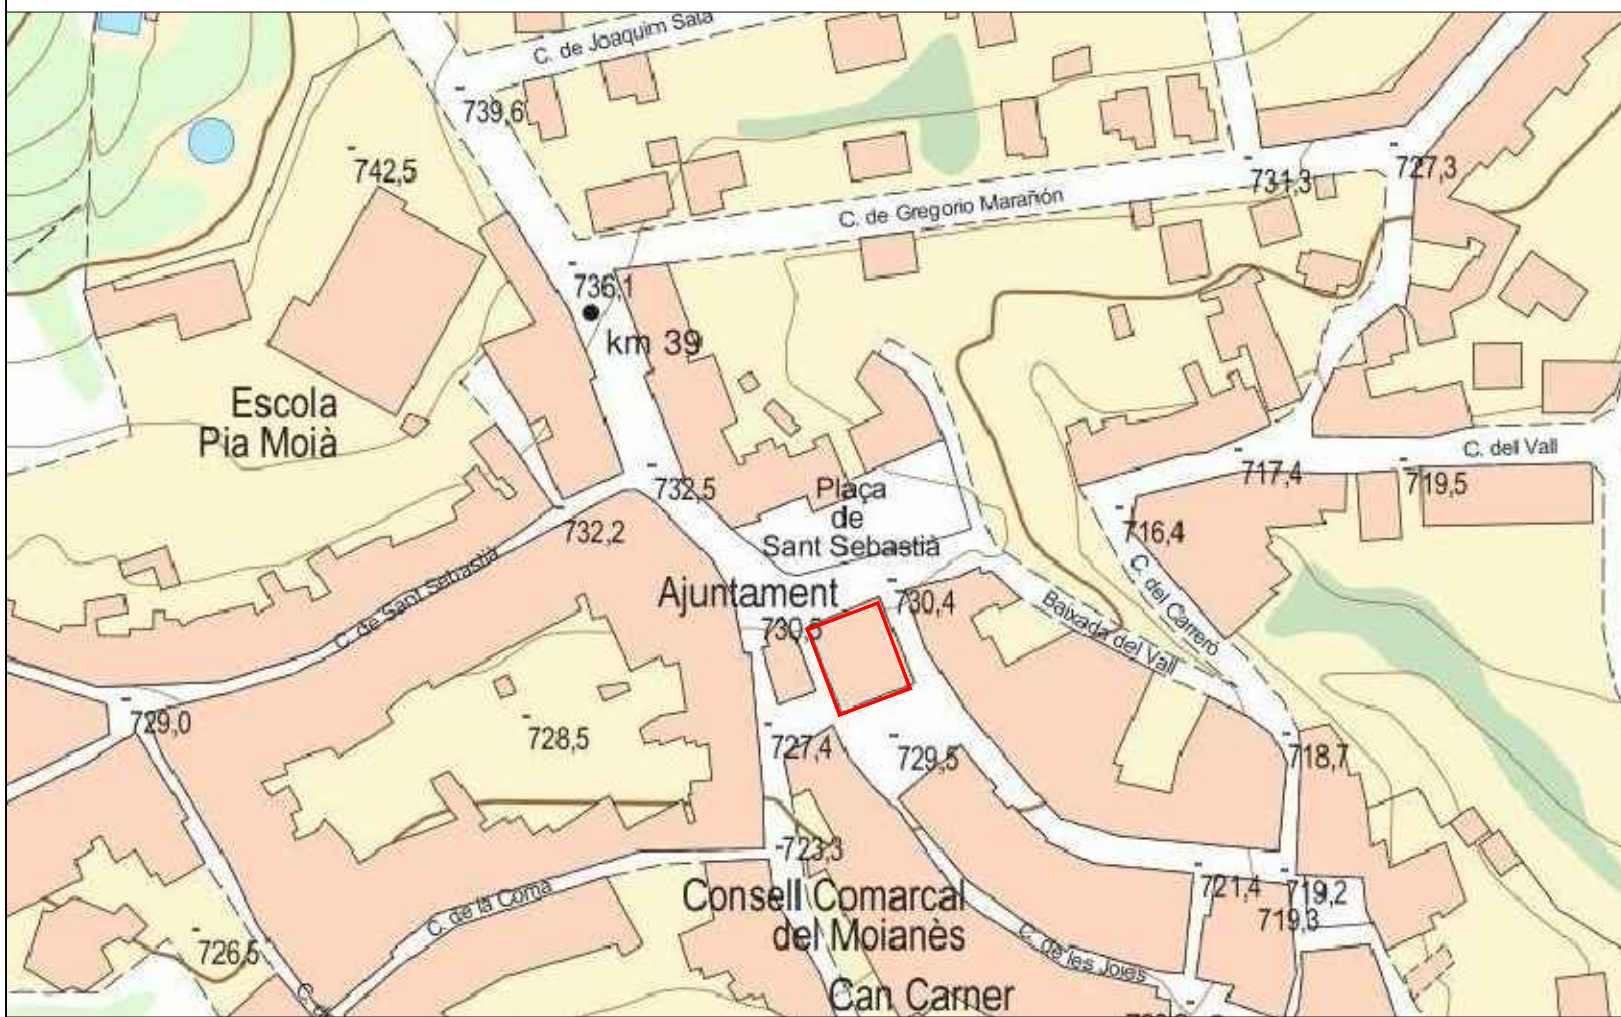 C. de Joaquim Sala
739,6
742,5
731,3
727,3
C. de Gregorio Marañón
736,1
km 39
Escola
Pia Moià
C. del Vall
717,4
719,5
732,5
Plaça
de
Sant Sebastià
732,2
716,4
C. de Sant Sebastià
C. del Carreró
Ajuntament
730,4
730,5
Baixada del Vall
729,0
728,5
727,4
729,5
718,7
723,3
C. de la Coma
Consell Comarcal
del Moianès
721,4
719,2
719,3
726,5
C. de les Joies
Can Carner